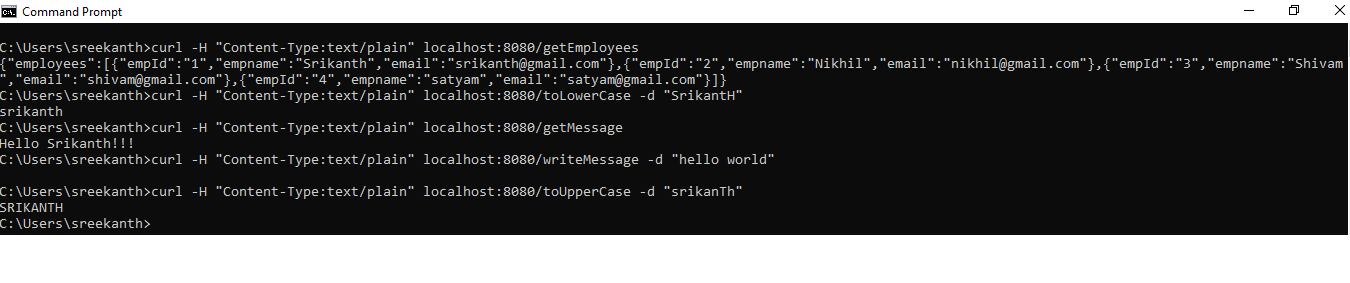 Command Prompt
C:\Users\sreekanth>curl -H "Content-Type:text/plain" localhost:8080/getEmployees
{"employees":[{"empId":"1","empname":"Srikanth","email":"srikanth@gmail.com"},{"empId":"2","empname":"Nikhil","email":"nikhil@gmail.com"},{"empId":"3","empname":"Shivam
","email":"shivam@gmail.com"},{"empId":"4","empname":"satyam","email":"satyam@gmail.com"}]}
C:\Users\sreekanth>curl -H "Content-Type:text/plain" localhost:8080/toLowerCase -d "SrikantH"
srikanth
C:\Users\sreekanth>curl -H "Content-Type:text/plain" localhost:8080/getMessage
Hello Srikanth!!!
C:\Users\sreekanth>curl -H "Content-Type:text/plain" localhost:8080/writeMessage -d "hello world"
C:\Users\sreekanth>curl -H "Content-Type:text/plain" localhost:8080/toUpperCase -d "srikanTh"
SRIKANTH
C:\Users\sreekanth>